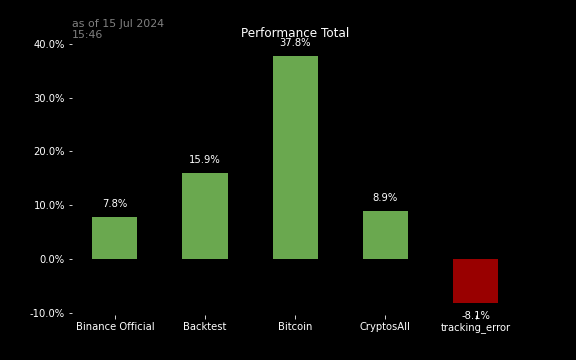 as of 15 Jul 2024
15:46
Performance Total
40.0%
30.0%
20.0%
10.0%
0.0%
-10.0%
7.8%
15.9%
37.8%
8.9%
-8.1%
Binance Official
Backtest
Bitcoin
CryptosAll
tracking_error